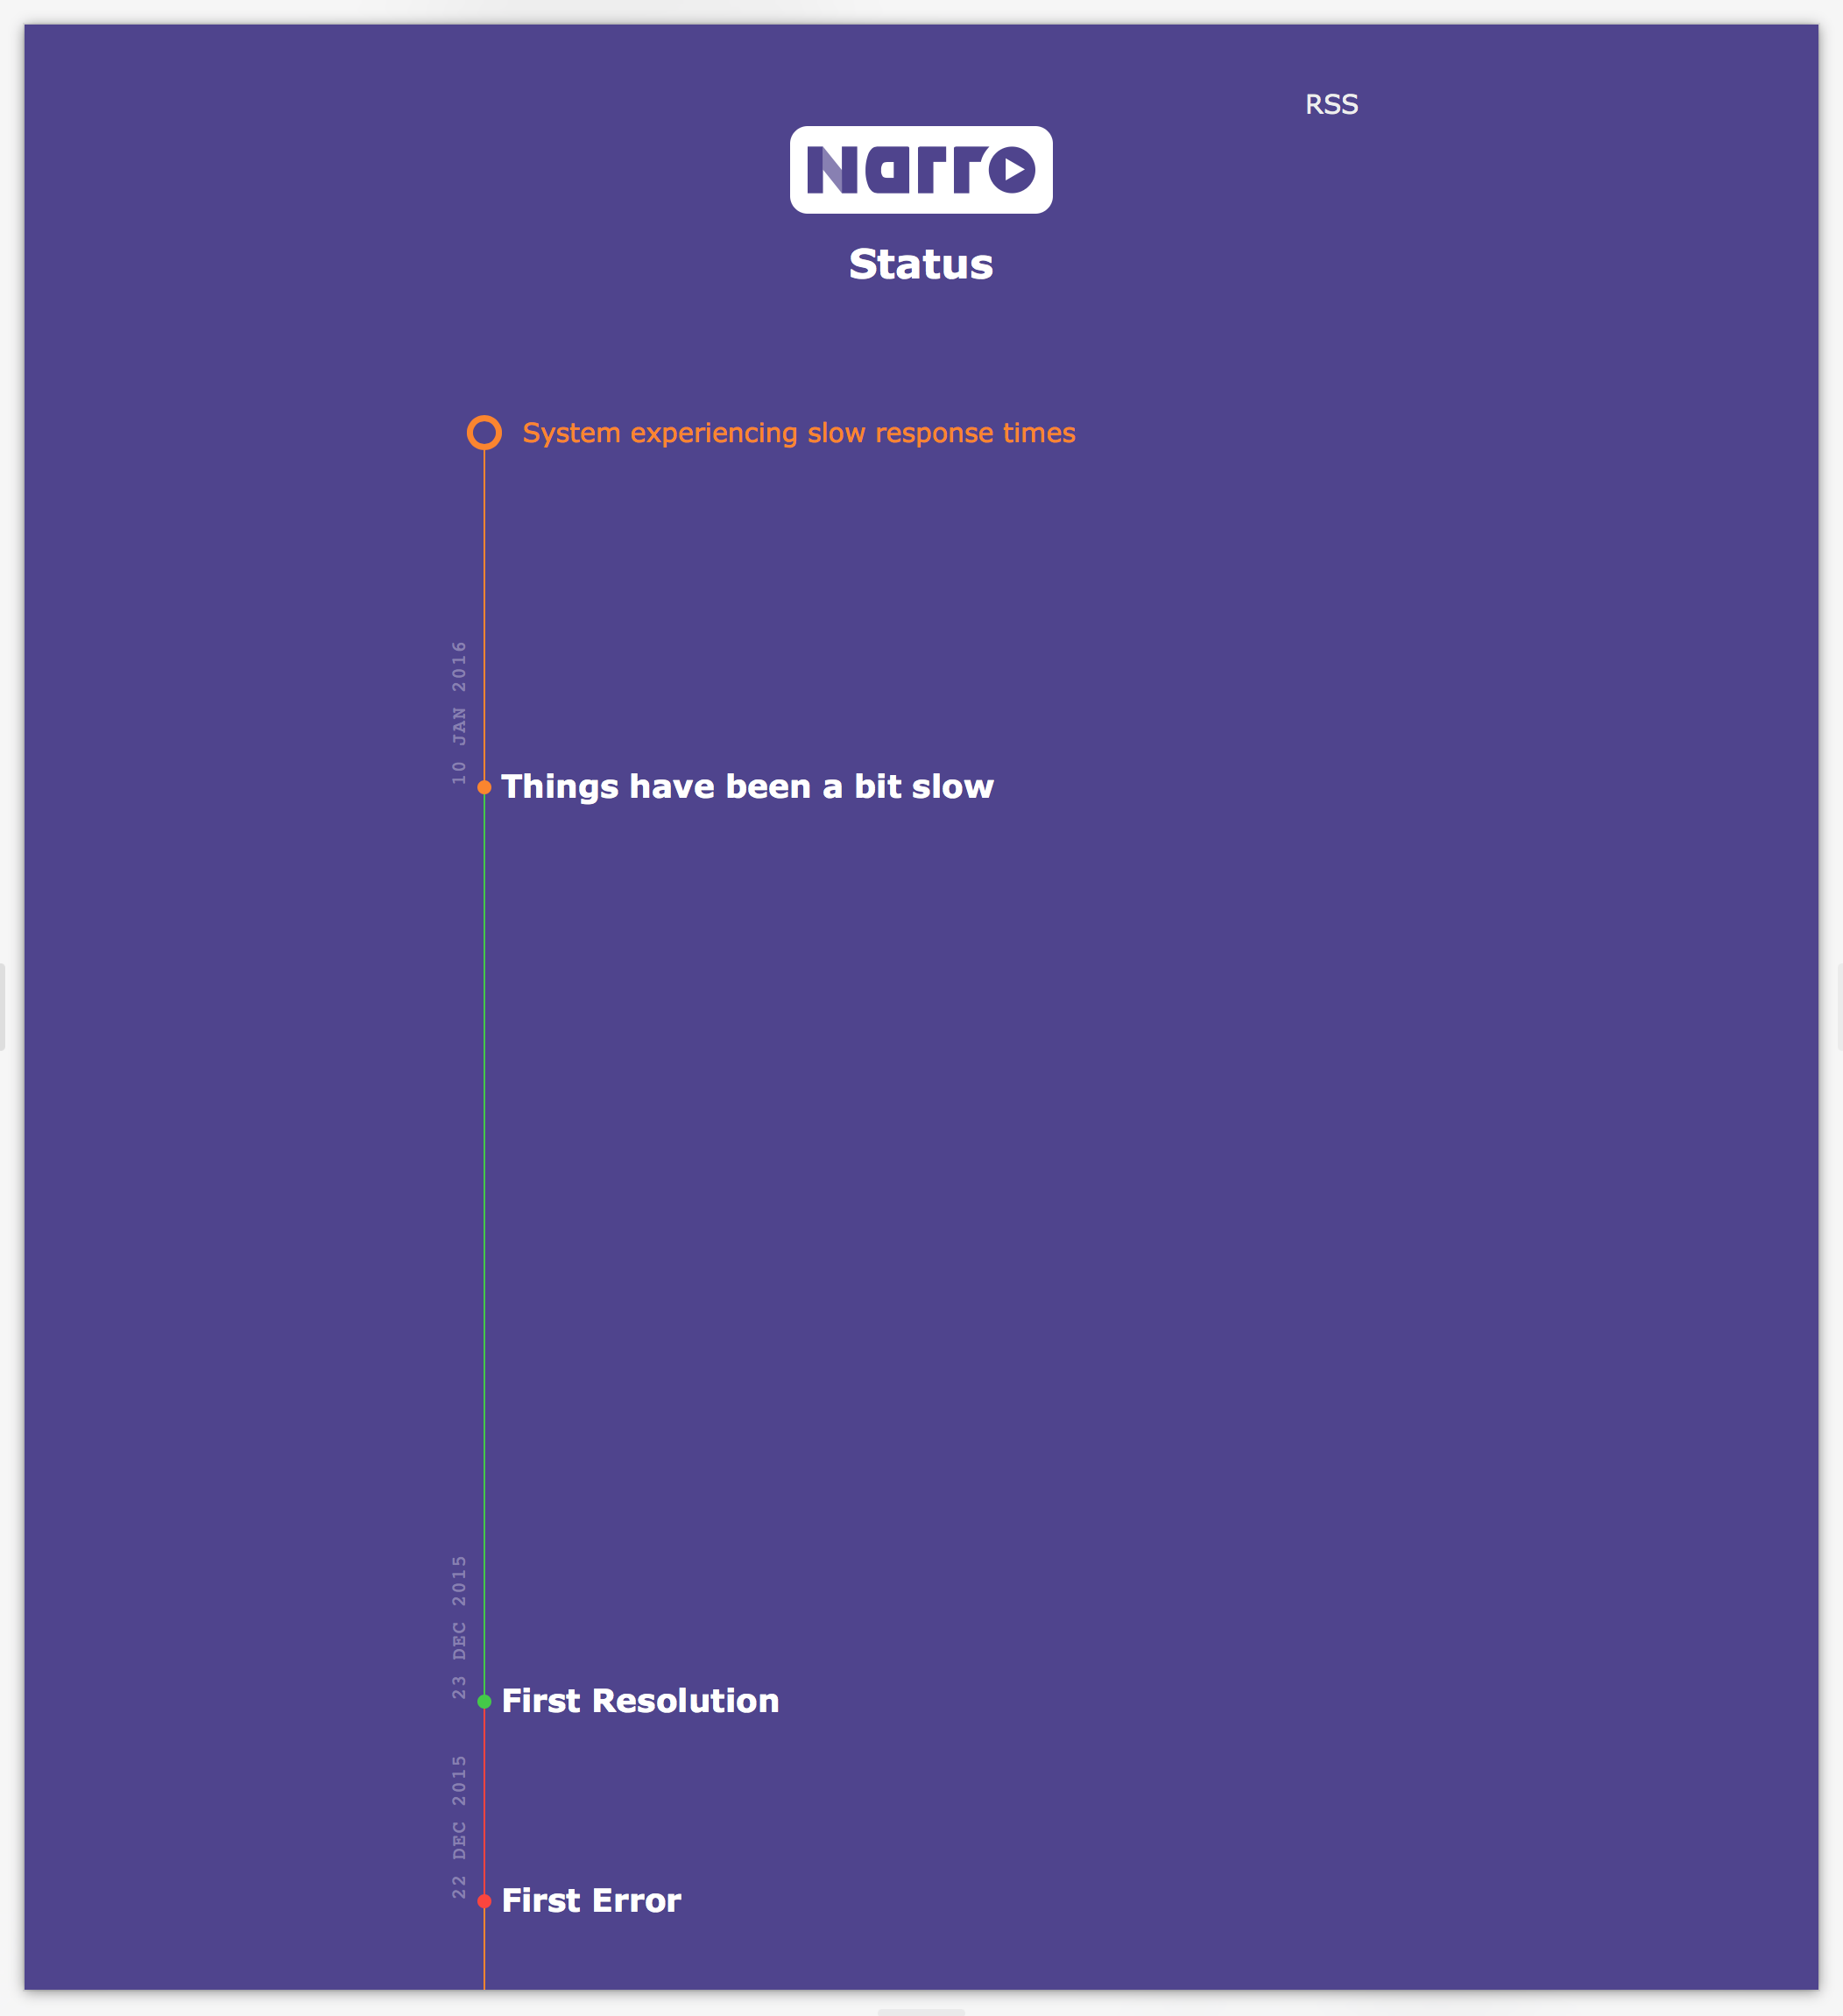 RSS
Narro
Status
System experiencing slow response times
10 JAN 2016
Things have been a bit slow
23 DEC 2015
First Resolution
22 DEC 2015
First Error